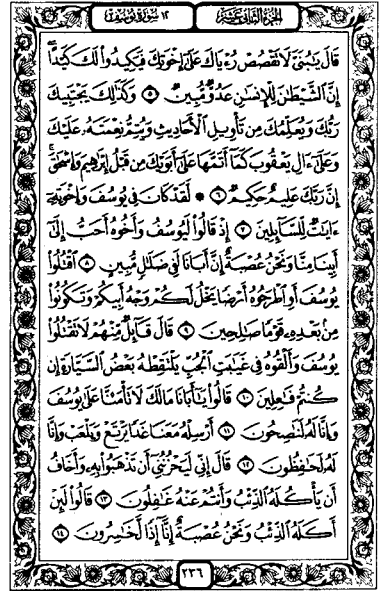 الجزء الثاني عشر ١٢ سورة يوسف
قَالَ يَٰبُنَىَّ لَا تَقْصُصْ رُءْيَاكَ عَلَىٰٓ إِخْوَتِكَ فَيَكِيدُوا۟ لَكَ كَيْدًا
إِنَّ ٱلشَّيْطَٰنَ لِلْإِنسَٰنِ عَدُوٌّ مُّبِينٌ ٥ وَكَذَٰلِكَ يَجْتَبِيكَ
رَبُّكَ وَيُعَلِّمُكَ مِن تَأْوِيلِ ٱلْأَحَادِيثِ وَيُتِمُّ نِعْمَتَهُۥ عَلَيْكَ
وَعَلَىٰٓ ءَالِ يَعْقُوبَ كَمَآ أَتَمَّهَا عَلَىٰٓ أَبَوَيْكَ مِن قَبْلُ إِبْرَٰهِيمَ وَإِسْحَٰقَ
إِنَّ رَبَّكَ عَلِيمٌ حَكِيمٌ ٦ * لَّقَدْ كَانَ فِى يُوسُفَ وَإِخْوَتِهِۦٓ
ءَايَٰتٌ لِّلسَّآئِلِينَ ٧ إِذْ قَالُوا۟ لَيُوسُفُ وَأَخُوهُ أَحَبُّ إِلَىٰٓ
أَبِينَا مِنَّا وَنَحْنُ عُصْبَةٌ إِنَّ أَبَانَا لَفِى ضَلَٰلٍ مُّبِينٍ ٨ ٱقْتُلُوا۟
يُوسُفَ أَوِ ٱطْرَحُوهُ أَرْضًا يَخْلُ لَكُمْ وَجْهُ أَبِيكُمْ وَتَكُونُوا۟
مِنۢ بَعْدِهِۦ قَوْمًا صَٰلِحِينَ ٩ قَالَ قَآئِلٌ مِّنْهُمْ لَا تَقْتُلُوا۟
يُوسُفَ وَأَلْقُوهُ فِى غَيَٰبَتِ ٱلْجُبِّ يَلْتَقِطْهُ بَعْضُ ٱلسَّيَّارَةِ إِن
كُنتُمْ فَٰعِلِينَ ١٠ قَالُوا۟ يَٰٓأَبَانَا مَالَكَ لَا تَأْمَ۫نَّا عَلَىٰ يُوسُفَ
وَإِنَّا لَهُۥ لَنَٰصِحُونَ ١١ أَرْسِلْهُ مَعَنَا غَدًا يَرْتَعْ وَيَلْعَبْ وَإِنَّا
لَهُۥ لَحَٰفِظُونَ ١٢ قَالَ إِنِّى لَيَحْزُنُنِىٓ أَن تَذْهَبُوا۟ بِهِۦ وَأَخَافُ
أَن يَأْكُلَهُ ٱلذِّئْبُ وَأَنتُمْ عَنْهُ غَٰفِلُونَ ١٣ قَالُوا۟ لَئِنْ
أَكَلَهُ ٱلذِّئْبُ وَنَحْنُ عُصْبَةٌ إِنَّآ إِذًا لَّخَٰسِرُونَ ١٤
٢٣٦